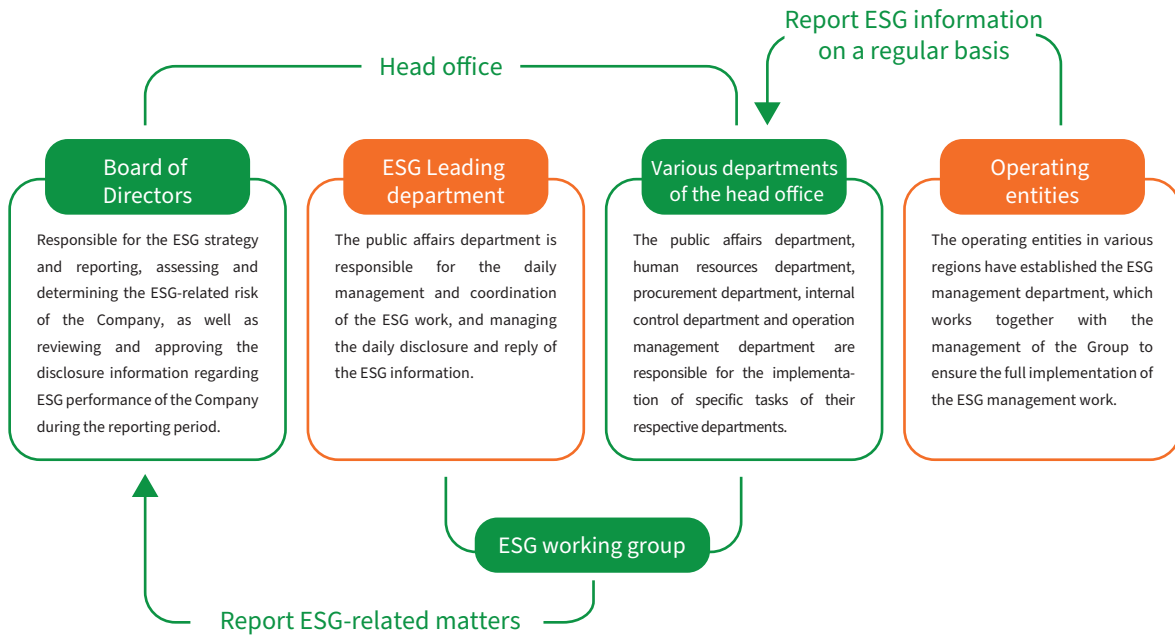 Report ESG information
on a regular basis
Head office
Board of
Directors
Responsible for the ESG strategy
and reporting, assessing and
determining the ESG-related risk
of the Company, as well as
reviewing and approving the
disclosure information regarding
ESG performance of the Company
during the reporting period.
ESG Leading
department
The public affairs department is
responsible for the daily
management and coordination
of the ESG work, and managing
the daily disclosure and reply of
the ESG information.
Various departments
of the head office
The public affairs department,
human resources department,
procurement department, internal
control department and operation
management department are
responsible for the implementa-
tion of specific tasks of their
respective departments.
Operating
entities
The operating entities in various
regions have established the ESG
management department, which
works together with the
management of the Group to
ensure the full implementation of
the ESG management work.
ESG working group
Report ESG-related matters